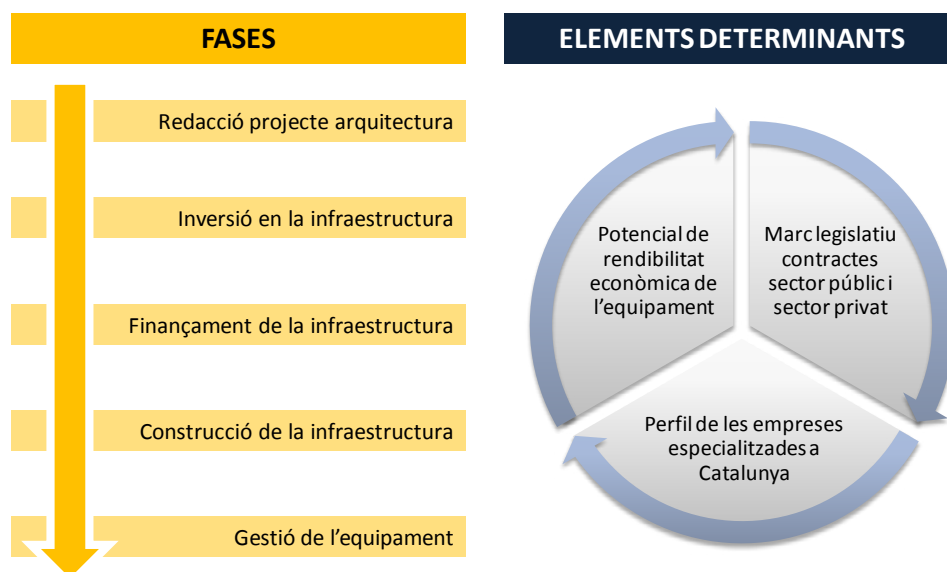 FASES
Redacció projecte arquitectura
Inversió en la infraestructura
Finançament de la infraestructura
Construcció de la infraestructura
Gestió de l’equipament
ELEMENTS DETERMINANTS
Potencial de
rendibilitat
econòmica de
l’equipament
Marc legislatiu
contractes
sector públic i
sector privat
Perfil de les empreses
especialitzades a
Catalunya